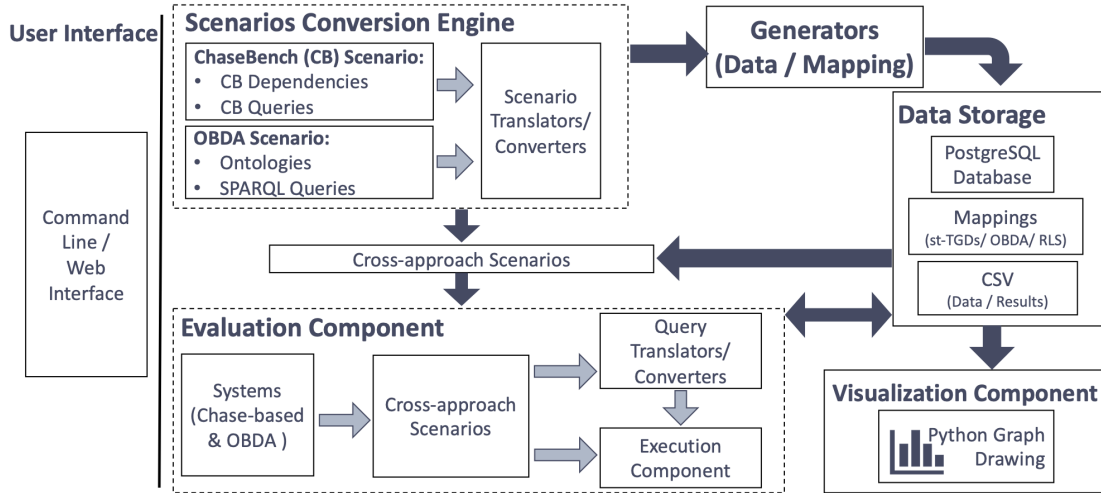 User Interface
Command
Line /
Web
Interface
Scenarios Conversion Engine
ChaseBench (CB) Scenario:
• CB Dependencies
• CB Queries
OBDA Scenario:
• Ontologies
• SPARQL Queries
Scenario
Translators/
Converters
Generators
(Data / Mapping)
Data Storage
PostgreSQL
Database
Mappings
(st-TGDs/ OBDA/ RLS)
CSV
(Data / Results)
Cross-approach Scenarios
Evaluation Component
Systems
(Chase-based
& OBDA )
Cross-approach
Scenarios
Query
Translators/
Converters
Execution
Component
Visualization Component
Python Graph
Drawing